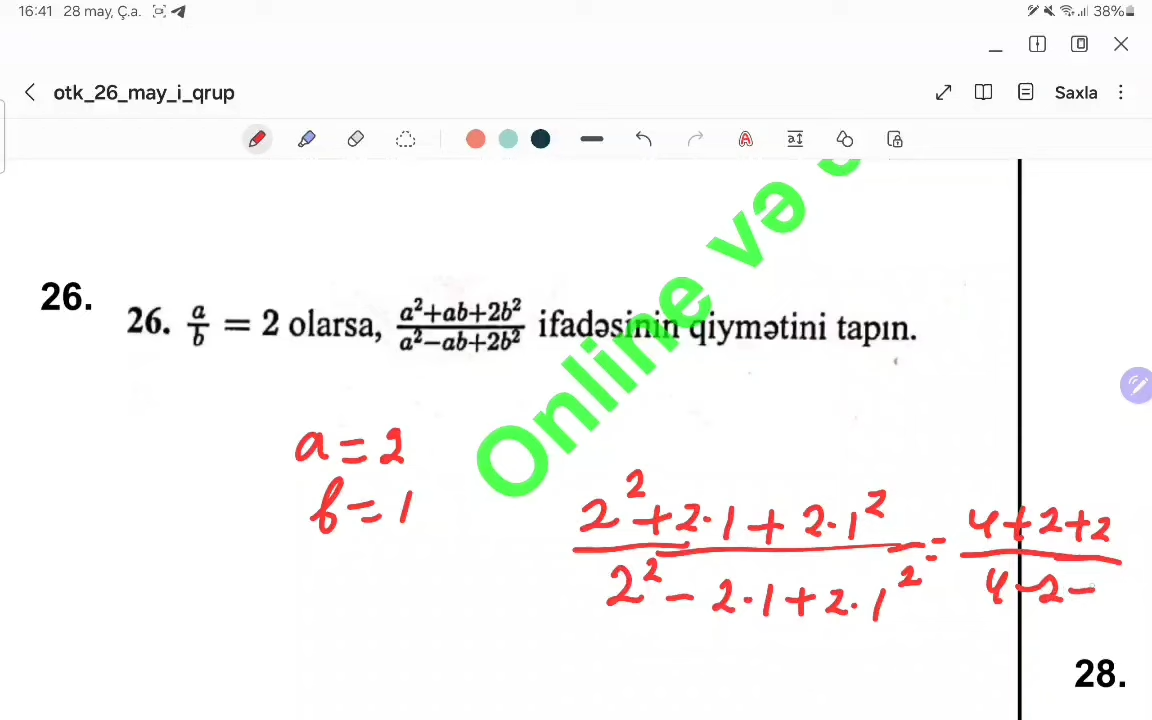 16:41 28 may, Ç.a. 38%
otk_26_may_i_qrup Saxla
Online və
26. 26. a/b = 2 olarsa, (a²+ab+2b²)/(a²−ab+2b²) ifadəsinin qiymətini tapın.
a = 2
b = 1
(2² + 2·1 + 2·1²)/(2² − 2·1 + 2·1²) = (4+2+2)/(4−2−
28.